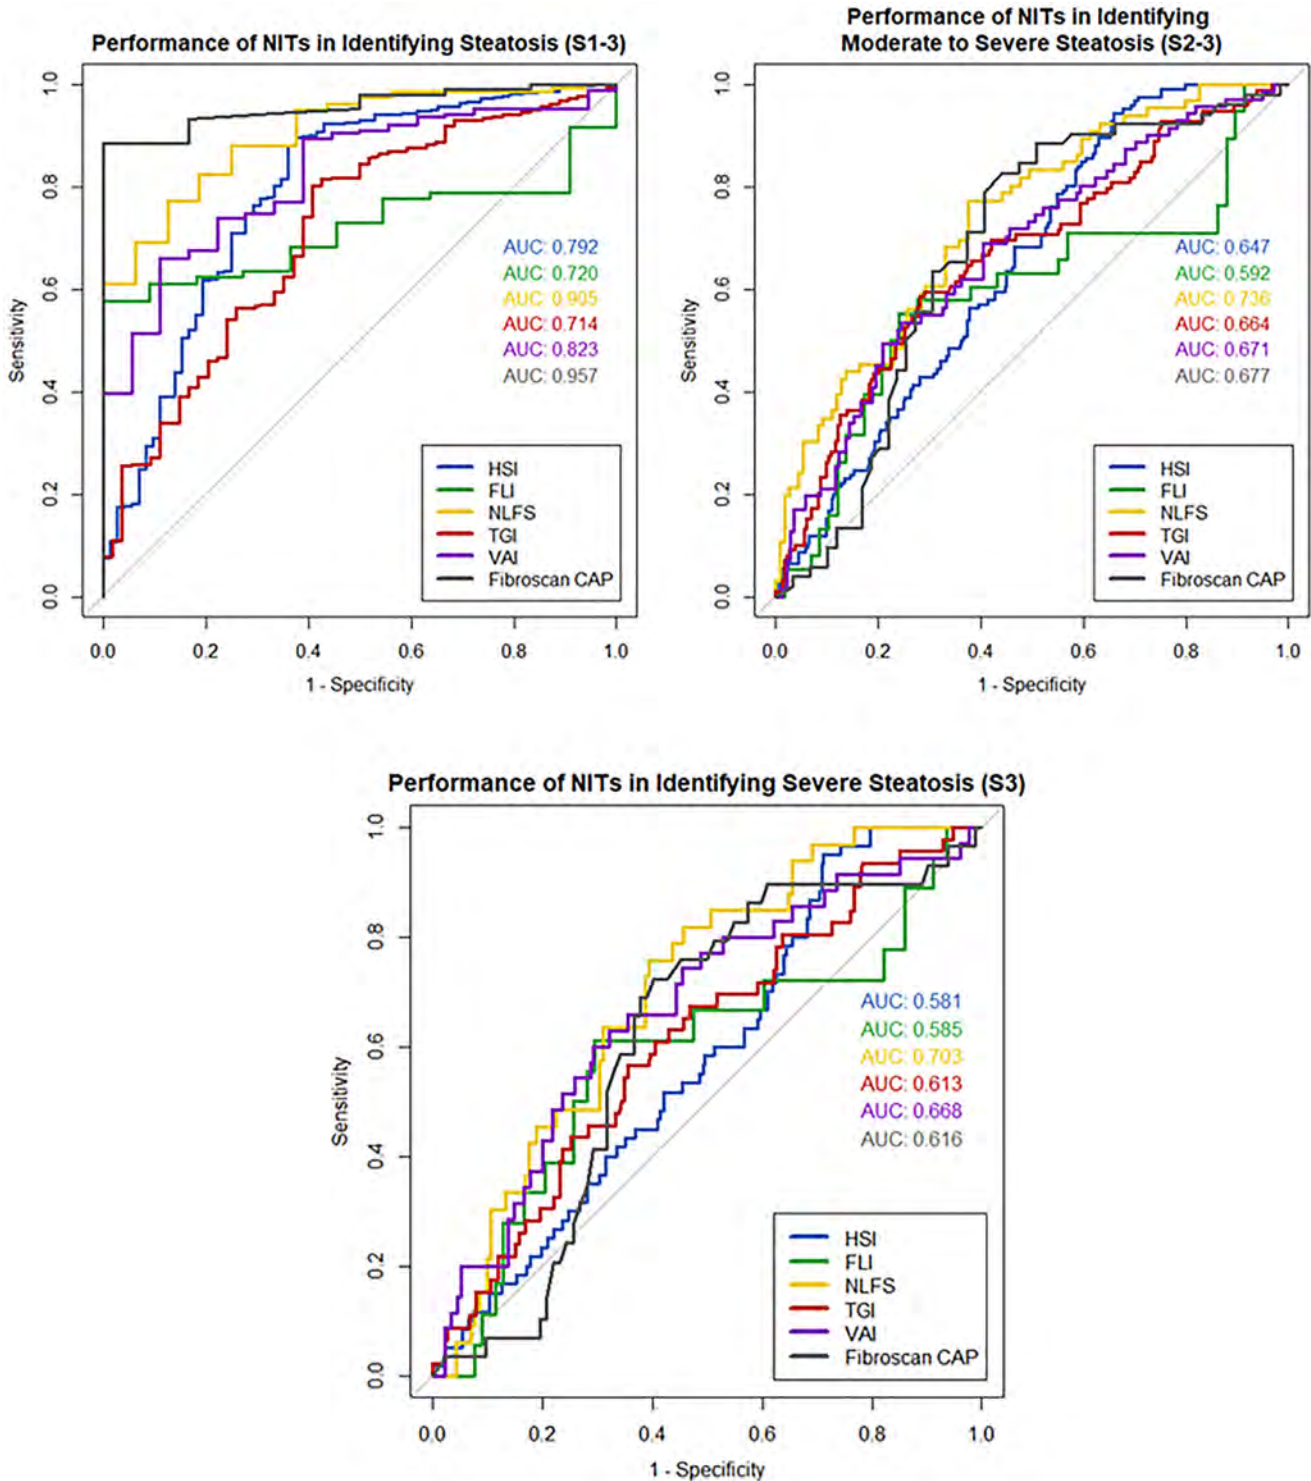 Performance of NITs in Identifying Steatosis (S1-3)
Sensitivity
0.0
0.2
0.4
0.6
0.8
1.0
AUC: 0.792
AUC: 0.720
AUC: 0.905
AUC: 0.714
AUC: 0.823
AUC: 0.957
HSI
FLI
NLFS
TGI
VAI
Fibroscan CAP
0.0 0.2 0.4 0.6 0.8 1.0
1 - Specificity
Performance of NITs in Identifying
Moderate to Severe Steatosis (S2-3)
Sensitivity
0.0
0.2
0.4
0.6
0.8
1.0
AUC: 0.647
AUC: 0.592
AUC: 0.736
AUC: 0.664
AUC: 0.671
AUC: 0.677
HSI
FLI
NLFS
TGI
VAI
Fibroscan CAP
0.0 0.2 0.4 0.6 0.8 1.0
1 - Specificity
Performance of NITs in Identifying Severe Steatosis (S3)
Sensitivity
0.0
0.2
0.4
0.6
0.8
1.0
AUC: 0.581
AUC: 0.585
AUC: 0.703
AUC: 0.613
AUC: 0.668
AUC: 0.616
HSI
FLI
NLFS
TGI
VAI
Fibroscan CAP
0.0 0.2 0.4 0.6 0.8 1.0
1 - Specificity